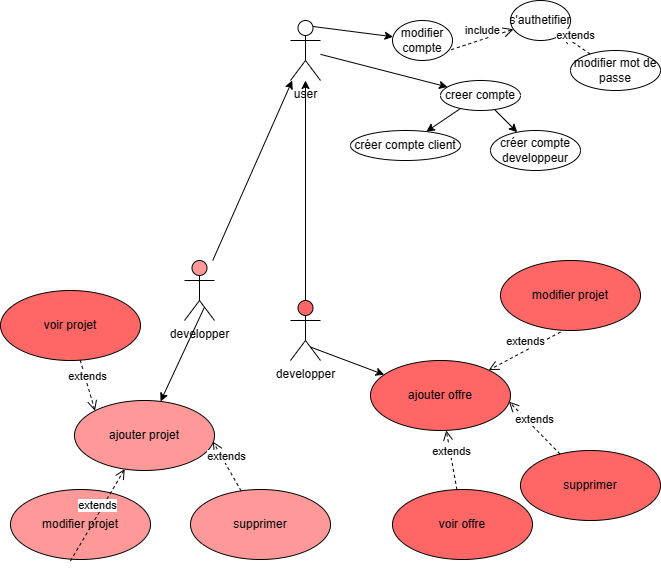 s'authetifier
modifier
compte
include
extends
modifier mot de
passe
user
creer compte
créer compte client
créer compte
developpeur
developper
voir projet
extends
ajouter projet
extends
extends
modifier projet
supprimer
developper
modifier projet
extends
ajouter offre
extends
extends
supprimer
voir offre